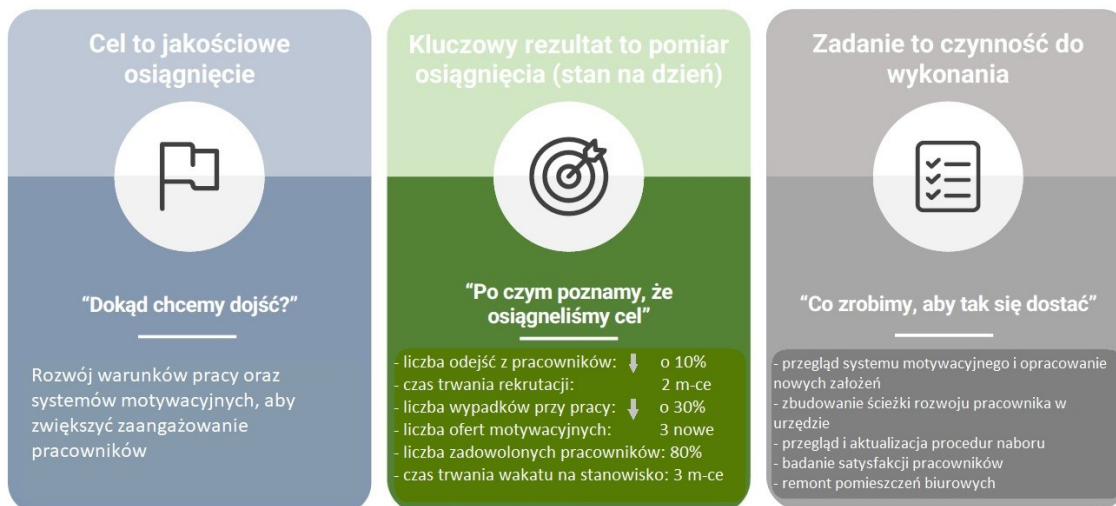 Cel to jakościowe
osiągnięcie
“Dokąd chcemy dojść?”
Rozwój warunków pracy oraz
systemów motywacyjnych, aby
zwiększyć zaangażowanie
pracowników
Kluczowy rezultat to pomiar
osiągnięcia (stan na dzień)
“Po czym poznamy, że
osiągneliśmy cel”
- liczba odejść z pracowników: ⬇ o 10%
- czas trwania rekrutacji: 2 m-ce
- liczba wypadków przy pracy: ⬇ o 30%
- liczba ofert motywacyjnych: 3 nowe
- liczba zadowolonych pracowników: 80%
- czas trwania wakatu na stanowisko: 3 m-ce
Zadanie to czynność do
wykonania
“Co zrobimy, aby tak się dostać”
- przegląd systemu motywacyjnego i opracowanie
nowych założeń
- zbudowanie ścieżki rozwoju pracownika w
urzędzie
- przegląd i aktualizacja procedur naboru
- badanie satysfakcji pracowników
- remont pomieszczeń biurowych